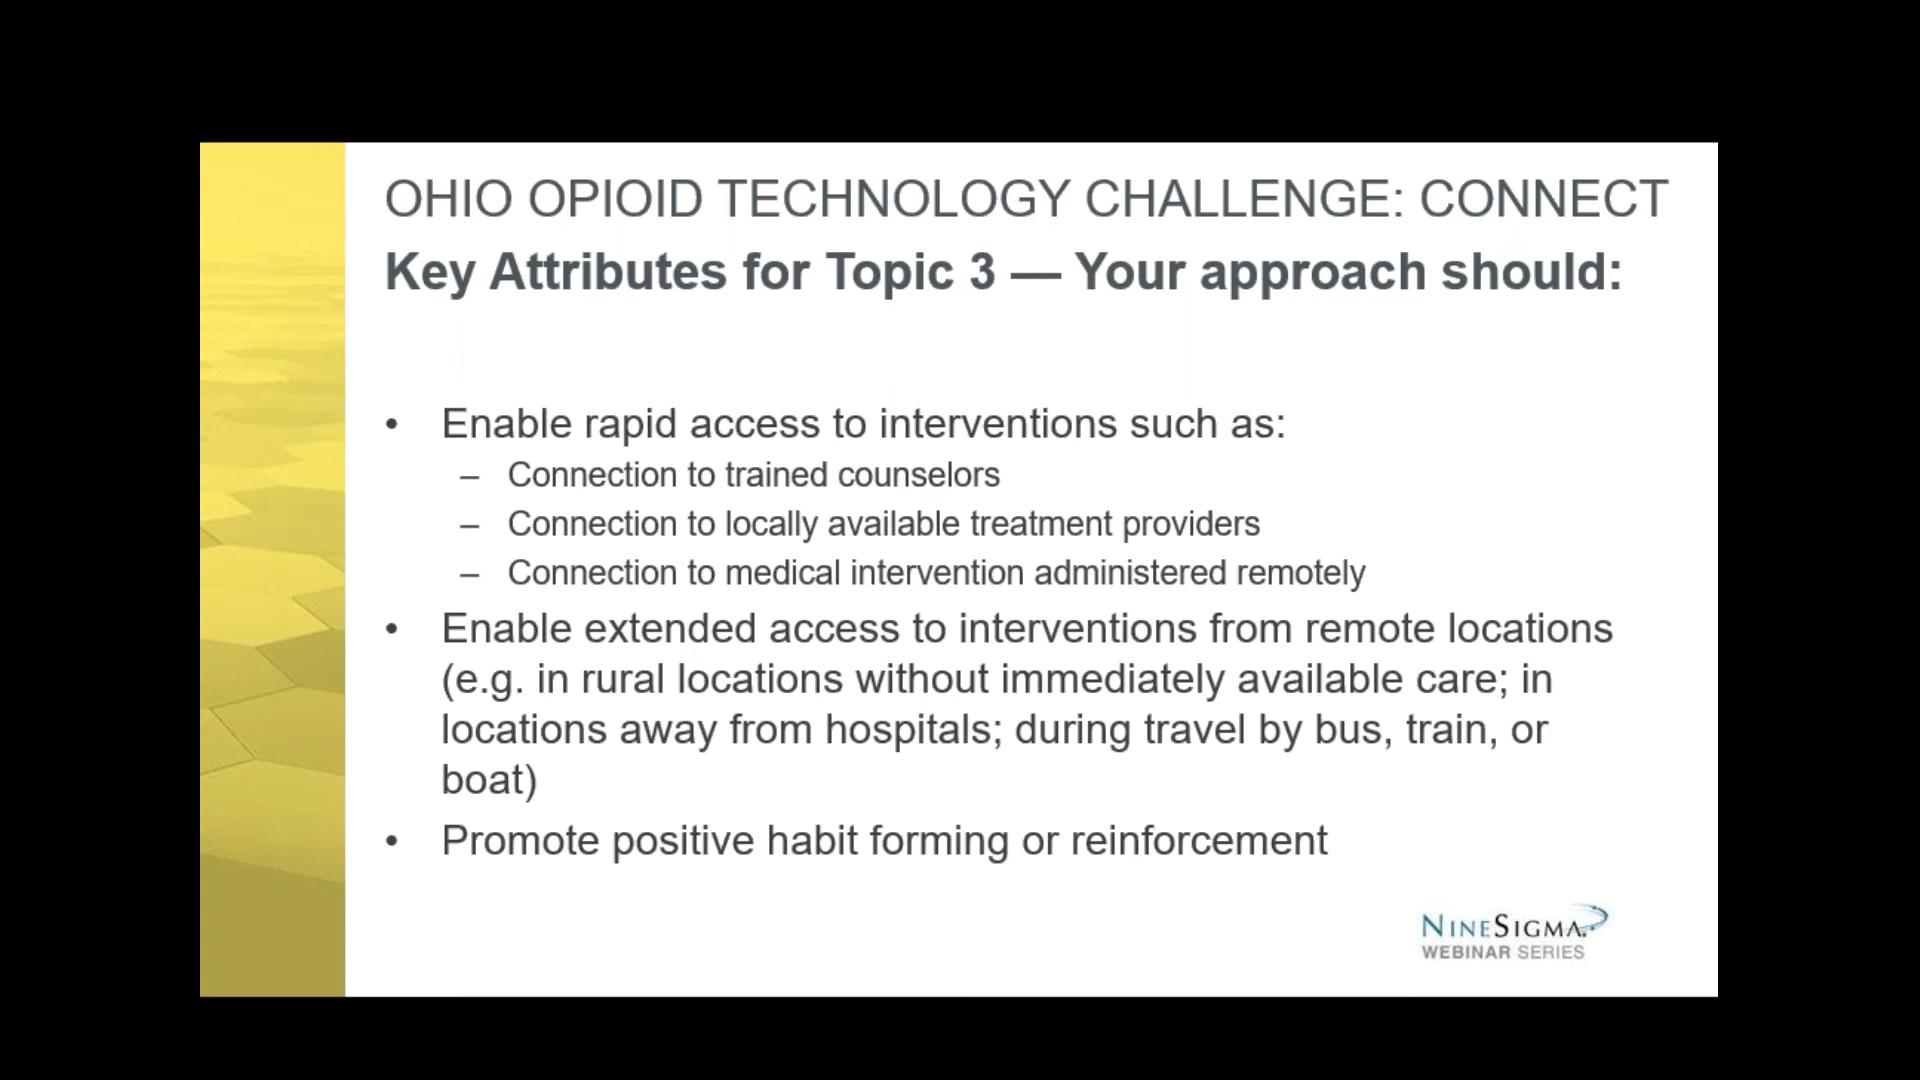 OHIO OPIOID TECHNOLOGY CHALLENGE: CONNECT
Key Attributes for Topic 3 — Your approach should:
• Enable rapid access to interventions such as:
– Connection to trained counselors
– Connection to locally available treatment providers
– Connection to medical intervention administered remotely
• Enable extended access to interventions from remote locations
(e.g. in rural locations without immediately available care; in
locations away from hospitals; during travel by bus, train, or
boat)
• Promote positive habit forming or reinforcement
NINESIGMA
WEBINAR SERIES